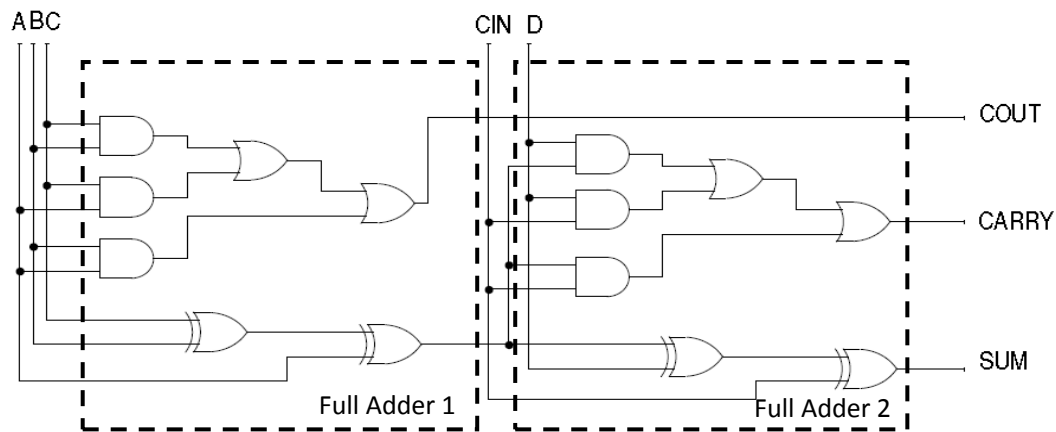 ABC
CIN D
COUT
CARRY
SUM
Full Adder 1
Full Adder 2